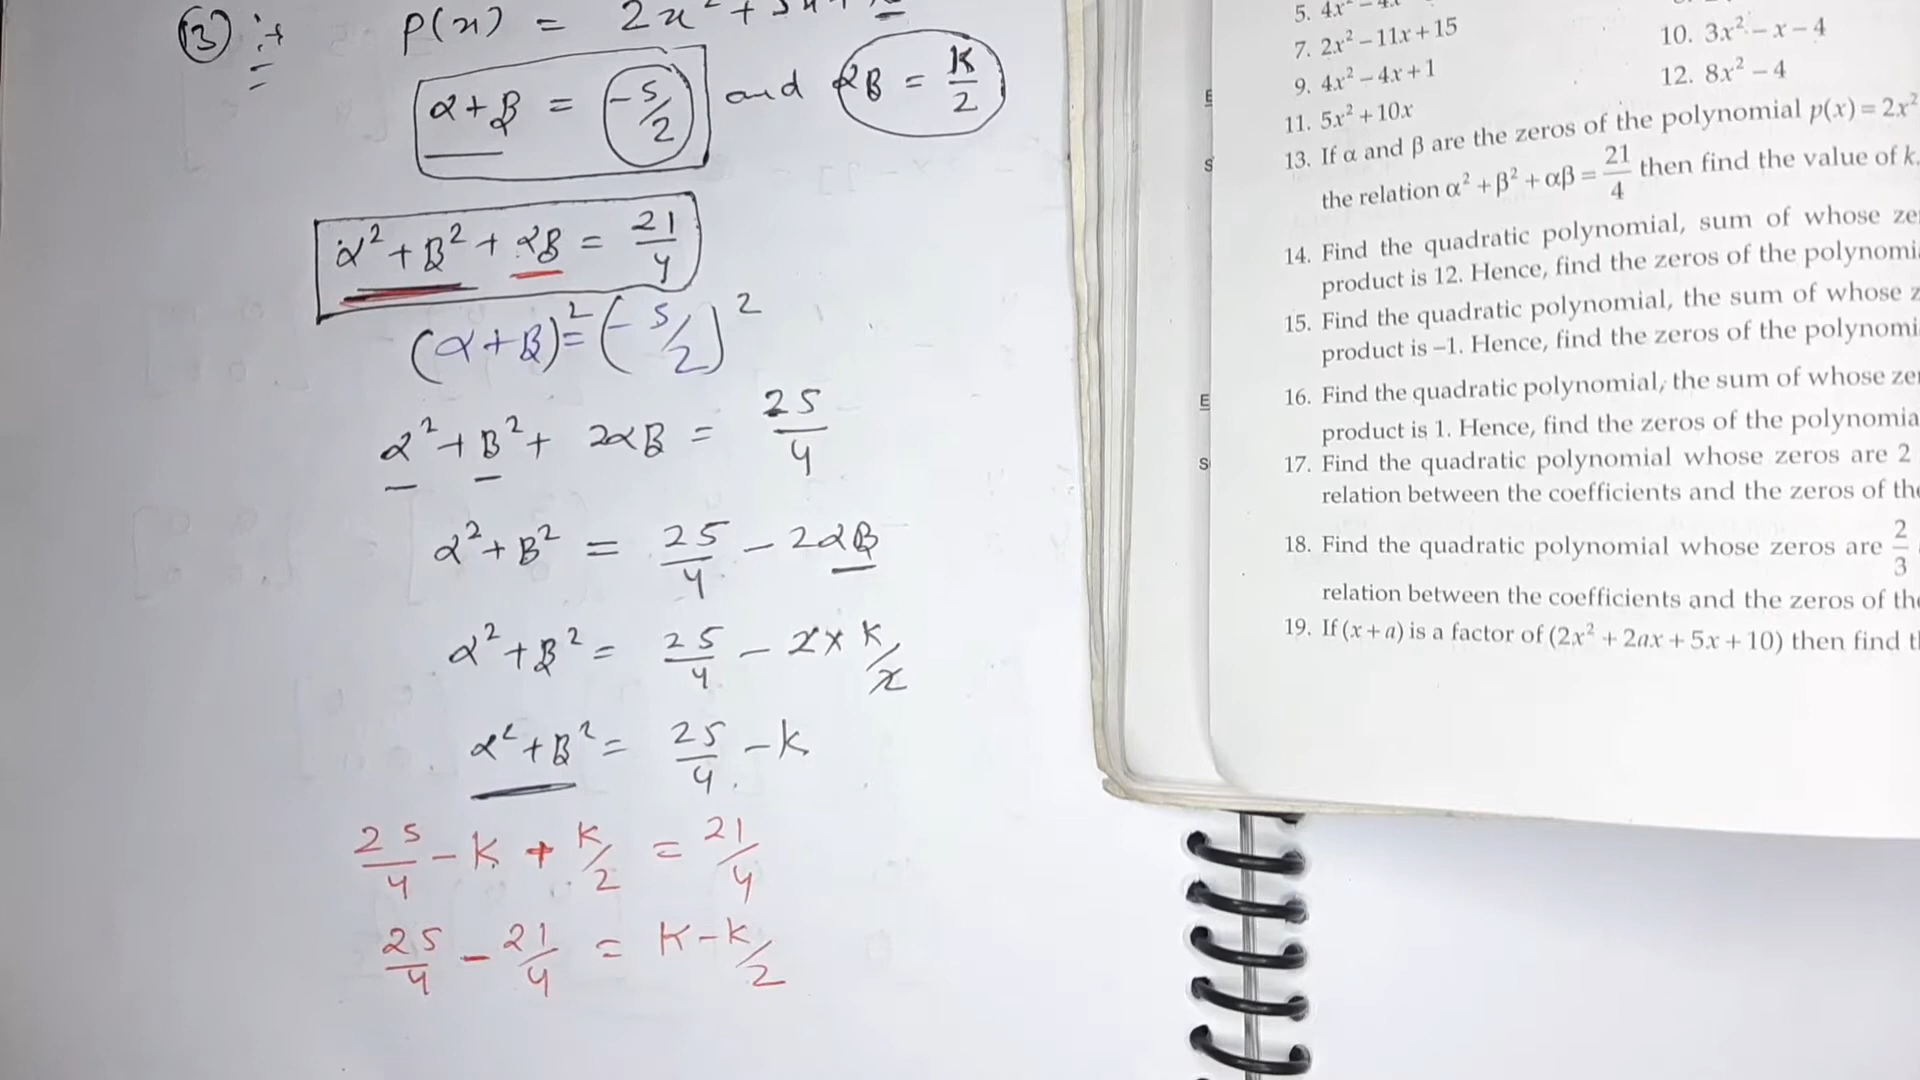 (13) :→ P(x) = 2x² + 5x +
α+β = -5/2 and αβ = K/2
α² + β² + αβ = 21/4
(α+β)² = (-5/2)²
α² + β² + 2αβ = 25/4
α² + β² = 25/4 - 2αβ
α² + β² = 25/4 - 2 × K/2
α² + β² = 25/4 - K
25/4 - K + K/2 = 21/4
25/4 - 21/4 = K - K/2
E
S
E
S
5. 4x² – 4x
7. 2x² – 11x + 15
10. 3x² – x – 4
9. 4x² – 4x + 1
12. 8x² – 4
11. 5x² + 10x
13. If α and β are the zeros of the polynomial p(x) = 2x²
the relation α² + β² + αβ = 21/4 then find the value of k.
14. Find the quadratic polynomial, sum of whose
product is 12. Hence, find the zeros of the
15. Find the quadratic polynomial, the sum of whose
product is –1. Hence, find the zeros of the
16. Find the quadratic polynomial, the sum of whose
product is 1. Hence, find the zeros of the
17. Find the quadratic polynomial whose zeros are 2
relation between the coefficients and the zeros of
18. Find the quadratic polynomial whose zeros are 2/3
relation between the coefficients and the zeros of
19. If (x + a) is a factor of (2x² + 2ax + 5x + 10) then find